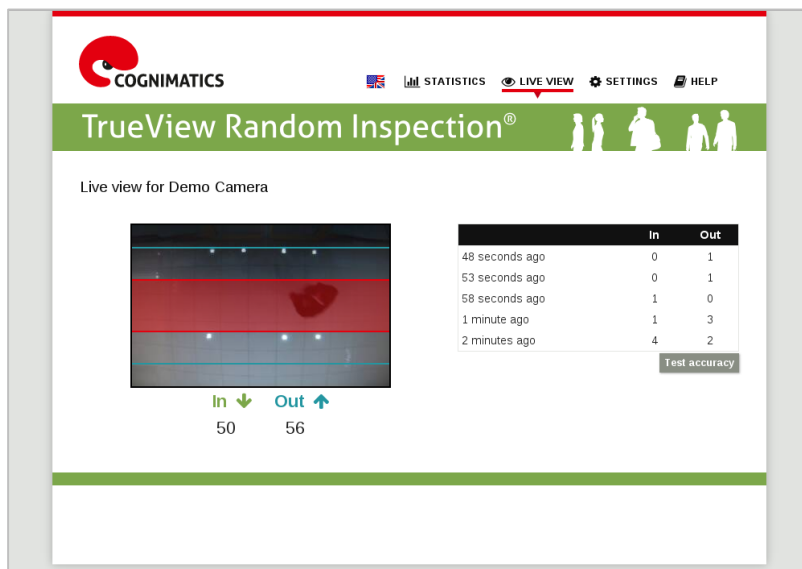 COGNIMATICS
STATISTICS LIVE VIEW SETTINGS HELP
TrueView Random Inspection®
Live view for Demo Camera
In Out
48 seconds ago 0 1
53 seconds ago 0 1
58 seconds ago 1 0
1 minute ago 1 3
2 minutes ago 4 2
Test accuracy
In Out
50 56